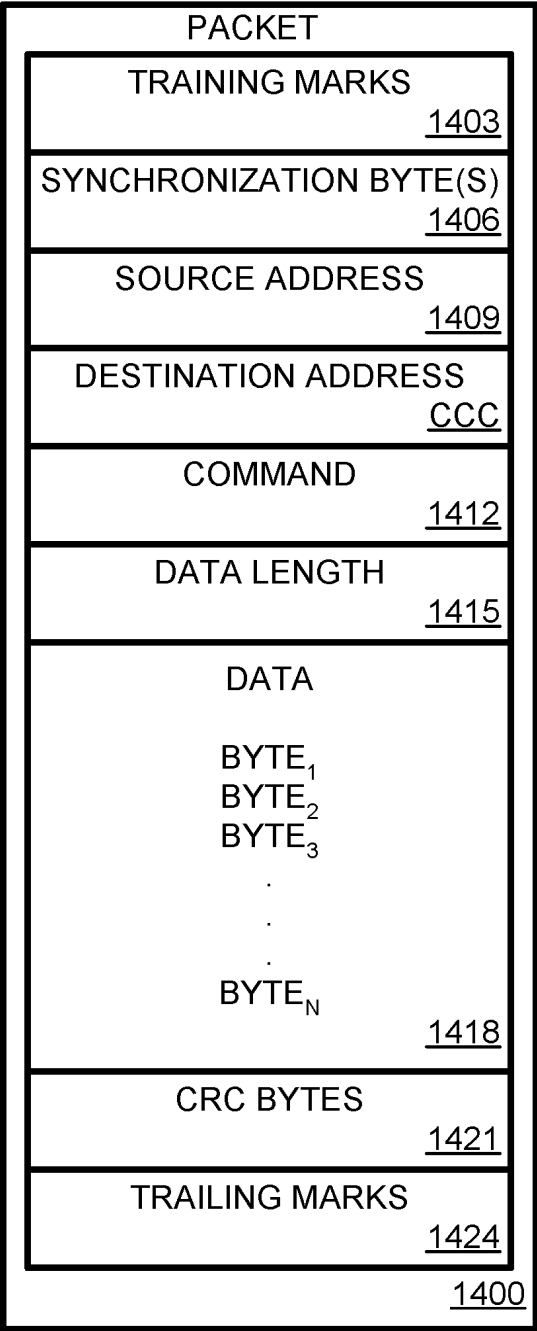 PACKET
TRAINING MARKS
1403
SYNCHRONIZATION BYTE(S)
1406
SOURCE ADDRESS
1409
DESTINATION ADDRESS
CCC
COMMAND
1412
DATA LENGTH
1415
DATA
BYTE₁
BYTE₂
BYTE₃
.
.
.
BYTE_N
1418
CRC BYTES
1421
TRAILING MARKS
1424
1400